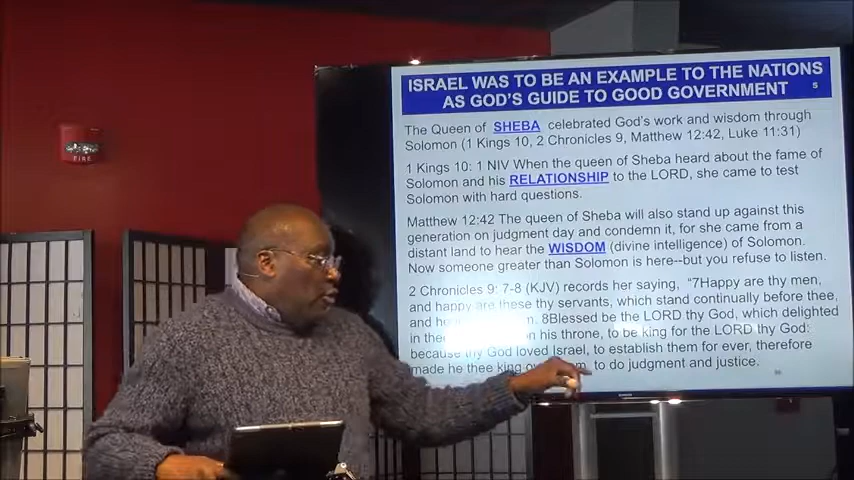 FIRE
ISRAEL WAS TO BE AN EXAMPLE TO THE NATIONS
AS GOD'S GUIDE TO GOOD GOVERNMENT
5
The Queen of SHEBA celebrated God's work and wisdom through
Solomon (1 Kings 10, 2 Chronicles 9, Matthew 12:42, Luke 11:31)
1 Kings 10: 1 NIV When the queen of Sheba heard about the fame of
Solomon and his RELATIONSHIP to the LORD, she came to test
Solomon with hard questions.
Matthew 12:42 The queen of Sheba will also stand up against this
generation on judgment day and condemn it, for she came from a
distant land to hear the WISDOM (divine intelligence) of Solomon.
Now someone greater than Solomon is here--but you refuse to listen.
2 Chronicles 9: 7-8 (KJV) records her saying, "7Happy are thy men,
and happy are these thy servants, which stand continually before thee,
and 8Blessed be the LORD thy God, which delighted
in on his throne, to be king for the LORD thy God:
because thy God loved Israel, to establish them for ever, therefore
made he thee king to do judgment and justice.